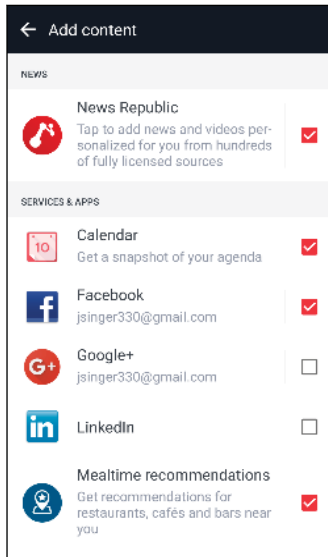 Add content
NEWS
News Republic
Tap to add news and videos per-
sonalized for you from hundreds
of fully licensed sources
SERVICES & APPS
10
Calendar
Get a snapshot of your agenda
f
Facebook
jsinger330@gmail.com
G+
Google+
jsinger330@gmail.com
in
LinkedIn
Mealtime recommendations
Get recommendations for
restaurants, cafés and bars near
you